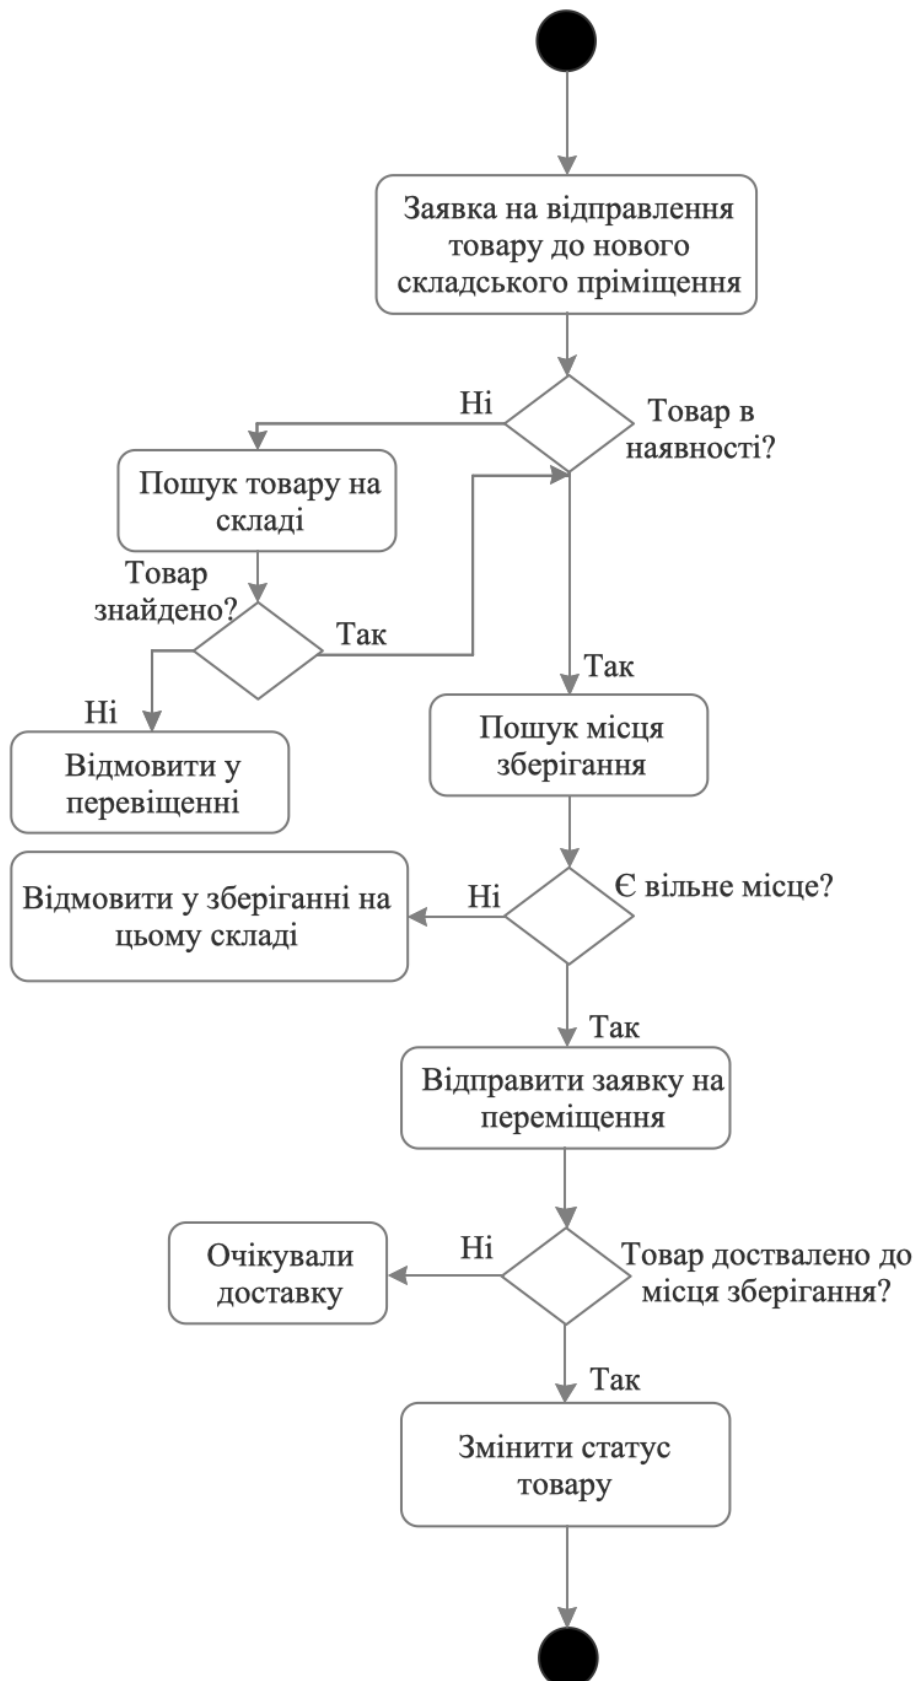 Заявка на відправлення
товару до нового
складського пріміщення
Ні
Товар в
наявності?
Пошук товару на
складі
Товар
знайдено?
Так
Ні
Так
Відмовити у
перевіщенні
Пошук місця
зберігання
Відмовити у зберіганні на
цьому складі
Ні
Є вільне місце?
Так
Відправити заявку на
переміщення
Очікували
доставку
Ні
Товар доствалено до
місця зберігання?
Так
Змінити статус
товару